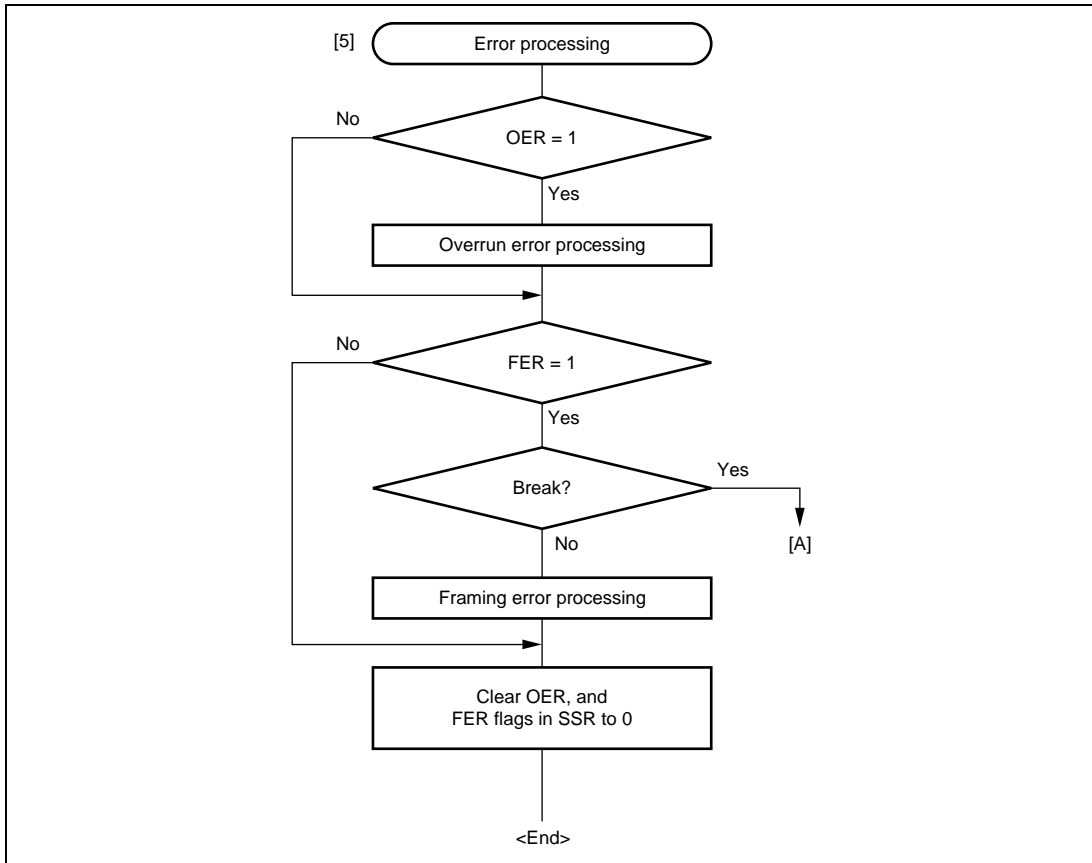 [5]
Error processing
No
OER = 1
Yes
Overrun error processing
No
FER = 1
Yes
Break?
Yes
No
[A]
Framing error processing
Clear OER, and
FER flags in SSR to 0
<End>